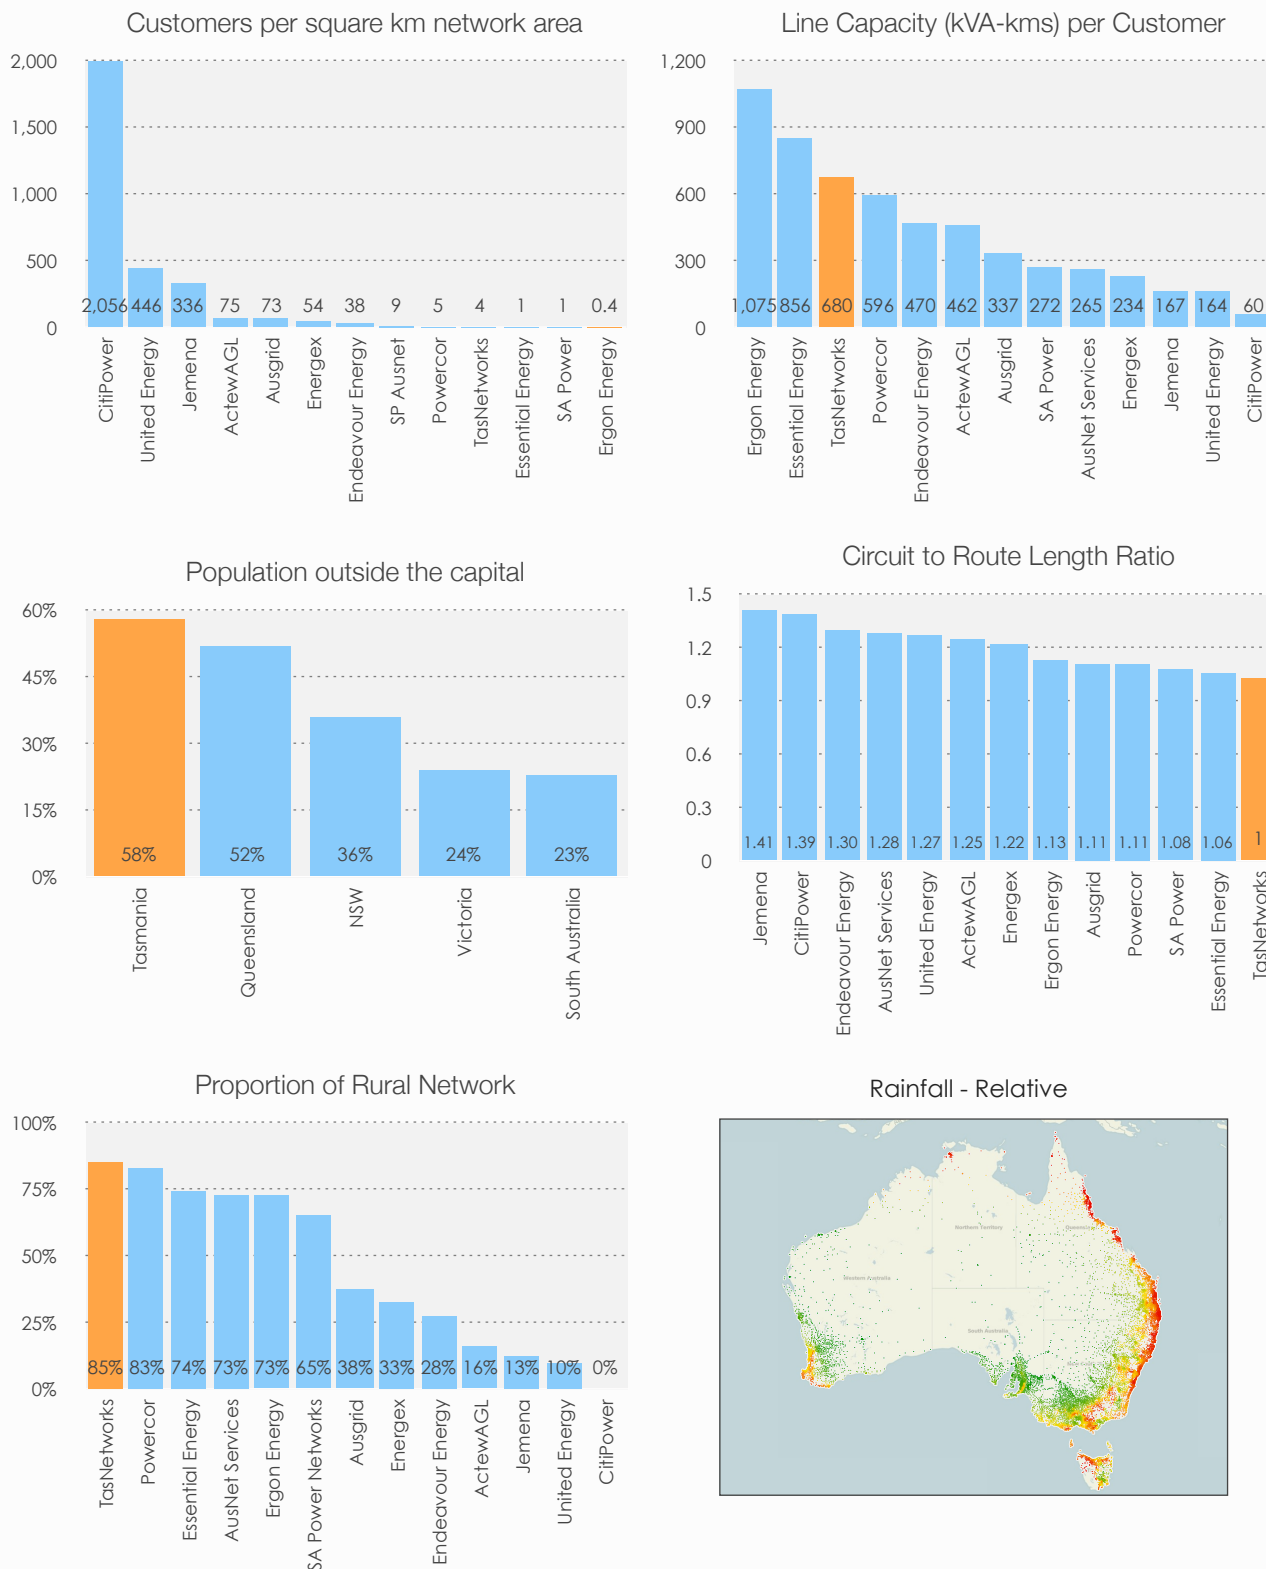 Customers per square km network area
2,000
1,500
1,000
500
0
2,056 446 336 75 73 54 38 9 5 4 1 1 0.4
CitiPower
United Energy
Jemena
ActewAGL
Ausgrid
Energex
Endeavour Energy
SP Ausnet
Powercor
TasNetworks
Essential Energy
SA Power
Ergon Energy
Line Capacity (kVA-kms) per Customer
1,200
900
600
300
0
1,075 856 680 596 470 462 337 272 265 234 167 164 60
Ergon Energy
Essential Energy
TasNetworks
Powercor
Endeavour Energy
ActewAGL
Ausgrid
SA Power
AusNet Services
Energex
Jemena
United Energy
CitiPower
Population outside the capital
60%
45%
30%
15%
0%
58% 52% 36% 24% 23%
Tasmania
Queensland
NSW
Victoria
South Australia
Circuit to Route Length Ratio
1.5
1.2
0.9
0.6
0.3
0
1.41 1.39 1.30 1.28 1.27 1.25 1.22 1.13 1.11 1.11 1.08 1.06 1
Jemena
CitiPower
Endeavour Energy
AusNet Services
United Energy
ActewAGL
Energex
Ergon Energy
Ausgrid
Powercor
SA Power
Essential Energy
TasNetworks
Proportion of Rural Network
100%
75%
50%
25%
0%
85% 83% 74% 73% 73% 65% 38% 33% 28% 16% 13% 10% 0%
TasNetworks
Powercor
Essential Energy
AusNet Services
Ergon Energy
SA Power Networks
Ausgrid
Energex
Endeavour Energy
ActewAGL
Jemena
United Energy
CitiPower
Rainfall - Relative
Northern Territory
Western Australia
South Australia